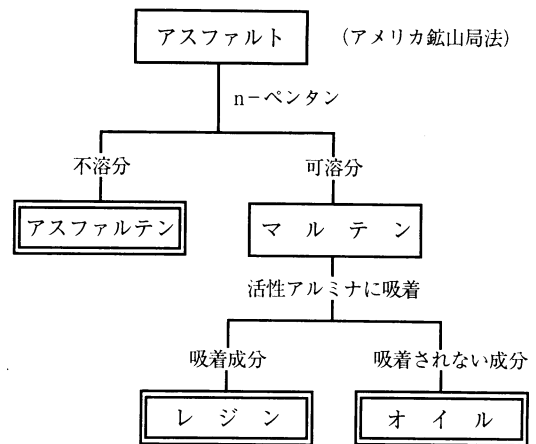 アスファルト (アメリカ鉱山局法)
n-ペンタン
不溶分 可溶分
アスファルテン マルテン
活性アルミナに吸着
吸着成分 吸着されない成分
レジン オイル